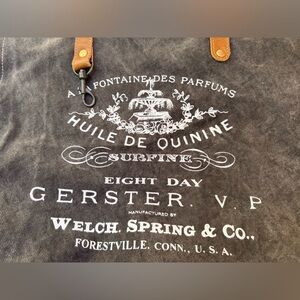 A LA FONTAINE DES PARFUMS
HUILE DE QUININE
SURFINE
EIGHT DAY
GERSTER. V. P
MANUFACTURED BY
WELCH, SPRING & CO.,
FORESTVILLE, CONN., U. S. A.